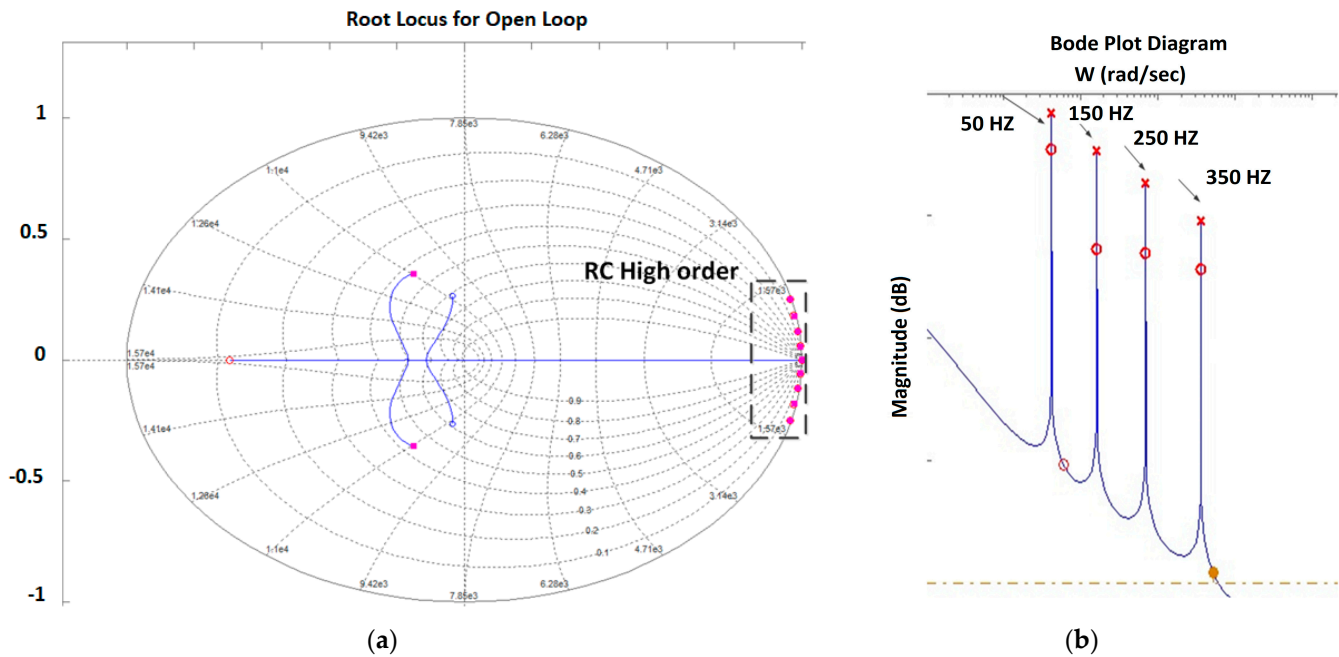 Root Locus for Open Loop
1
0.5
0
-0.5
-1
7.85e3
9.42e3
6.28e3
1.1e4
4.71e3
1.26e4
3.14e3
RC High order
1.41e4
1.57e3
1.57e4
1.57e4
0.9
0.8
0.7
0.6
0.5
0.4
0.3
0.2
0.1
1.41e4
1.57e3
1.26e4
3.14e3
1.1e4
4.71e3
9.42e3
6.28e3
7.85e3
(a)
Bode Plot Diagram
W (rad/sec)
50 HZ
150 HZ
250 HZ
350 HZ
Magnitude (dB)
(b)